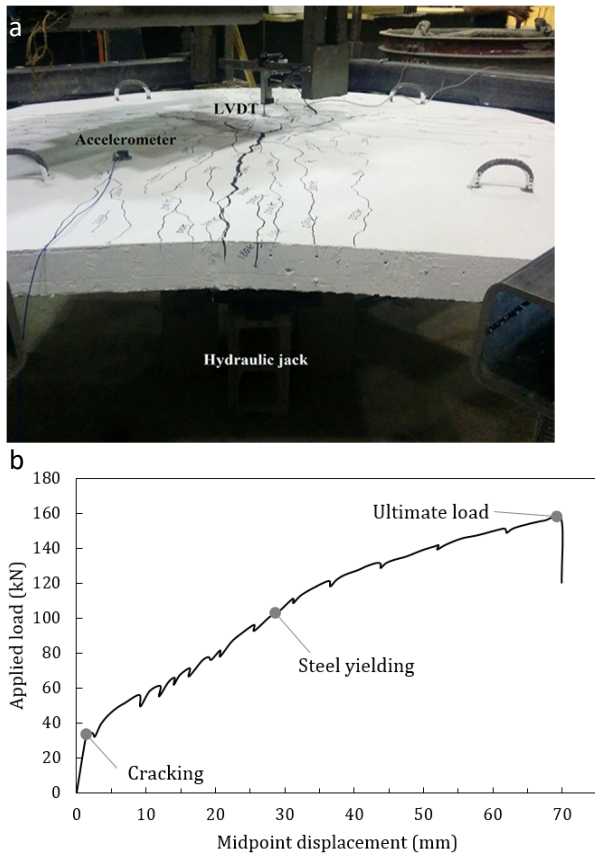 a
LVDT
Accelerometer
Hydraulic jack
b
180
160
140
120
100
80
60
40
20
0
Applied load (kN)
Ultimate load
Steel yielding
Cracking
0 10 20 30 40 50 60 70
Midpoint displacement (mm)